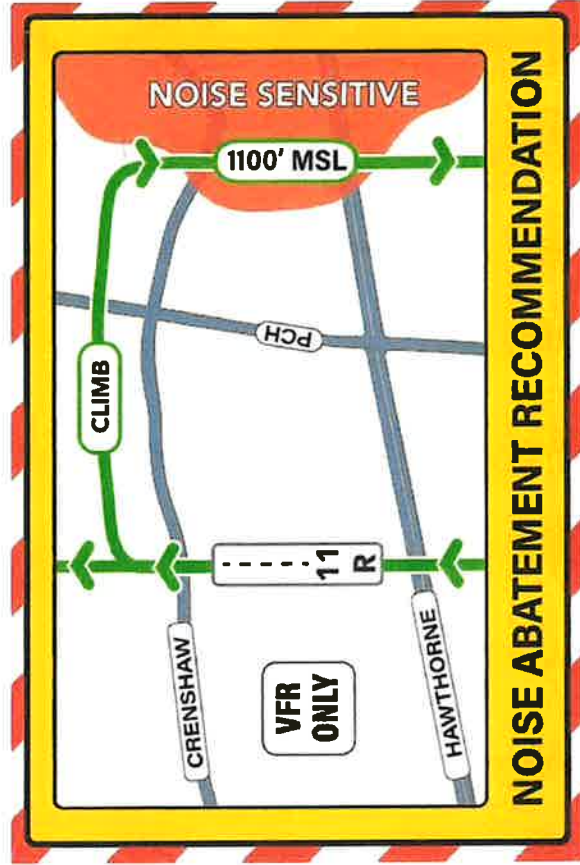 NOISE SENSITIVE
1100' MSL
CLIMB
PCH
CRENSHAW
11
R
VFR
ONLY
HAWTHORNE
NOISE ABATEMENT RECOMMENDATION